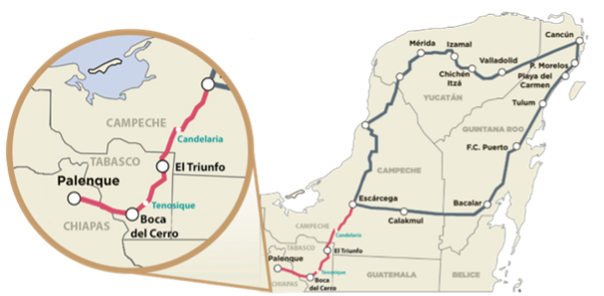 CAMPECHE
Candelaria
TABASCO
El Triunfo
Palenque
Tenosique
Boca
del Cerro
CHIAPAS
Cancún
Mérida
Izamal
Valladolid
P. Morelos
Chichén
Itzá
Playa del
Carmen
YUCATÁN
Tulum
QUINTANA ROO
F.C. Puerto
CAMPECHE
Escárcega
Bacalar
Calakmul
CAMPECHE
Candelaria
TABASCO
El Triunfo
Palenque
Tenosique
GUATEMALA
BELICE
CHIAPAS
Boca
del Cerro